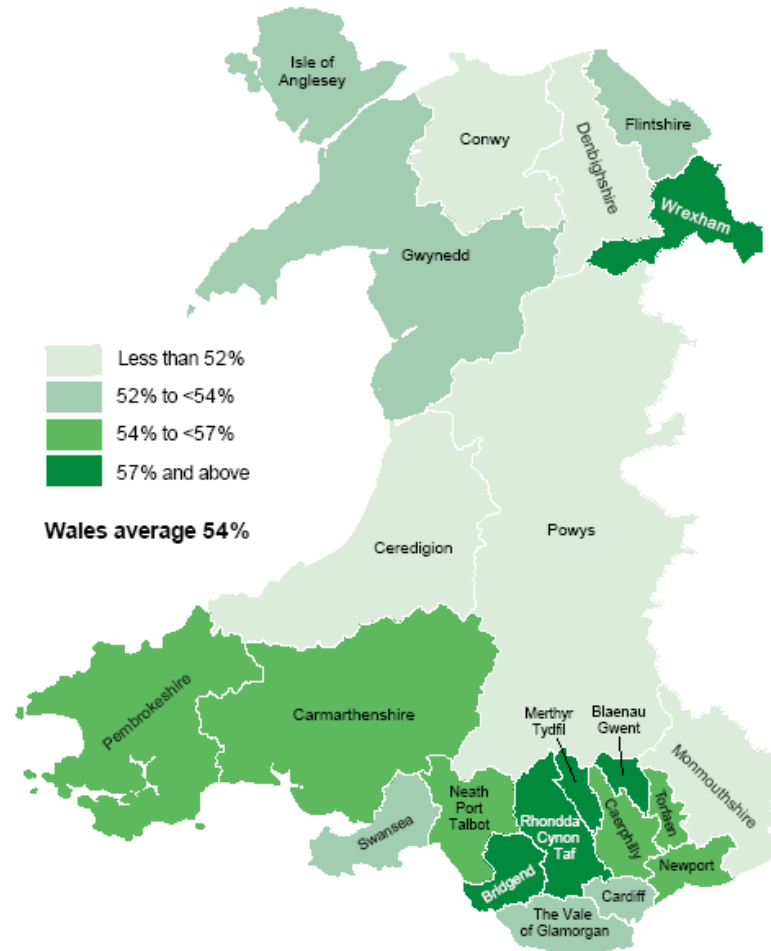 Isle of
Anglesey
Conwy
Denbighshire
Flintshire
Wrexham
Gwynedd
Less than 52%
52% to <54%
54% to <57%
57% and above
Wales average 54%
Ceredigion
Powys
Pembrokeshire
Carmarthenshire
Merthyr
Tydfil
Blaenau
Gwent
Monmouthshire
Neath
Port
Talbot
Swansea
Rhondda
Cynon
Taf
Caerphilly
Torfaen
Bridgend
Newport
Cardiff
The Vale
of Glamorgan